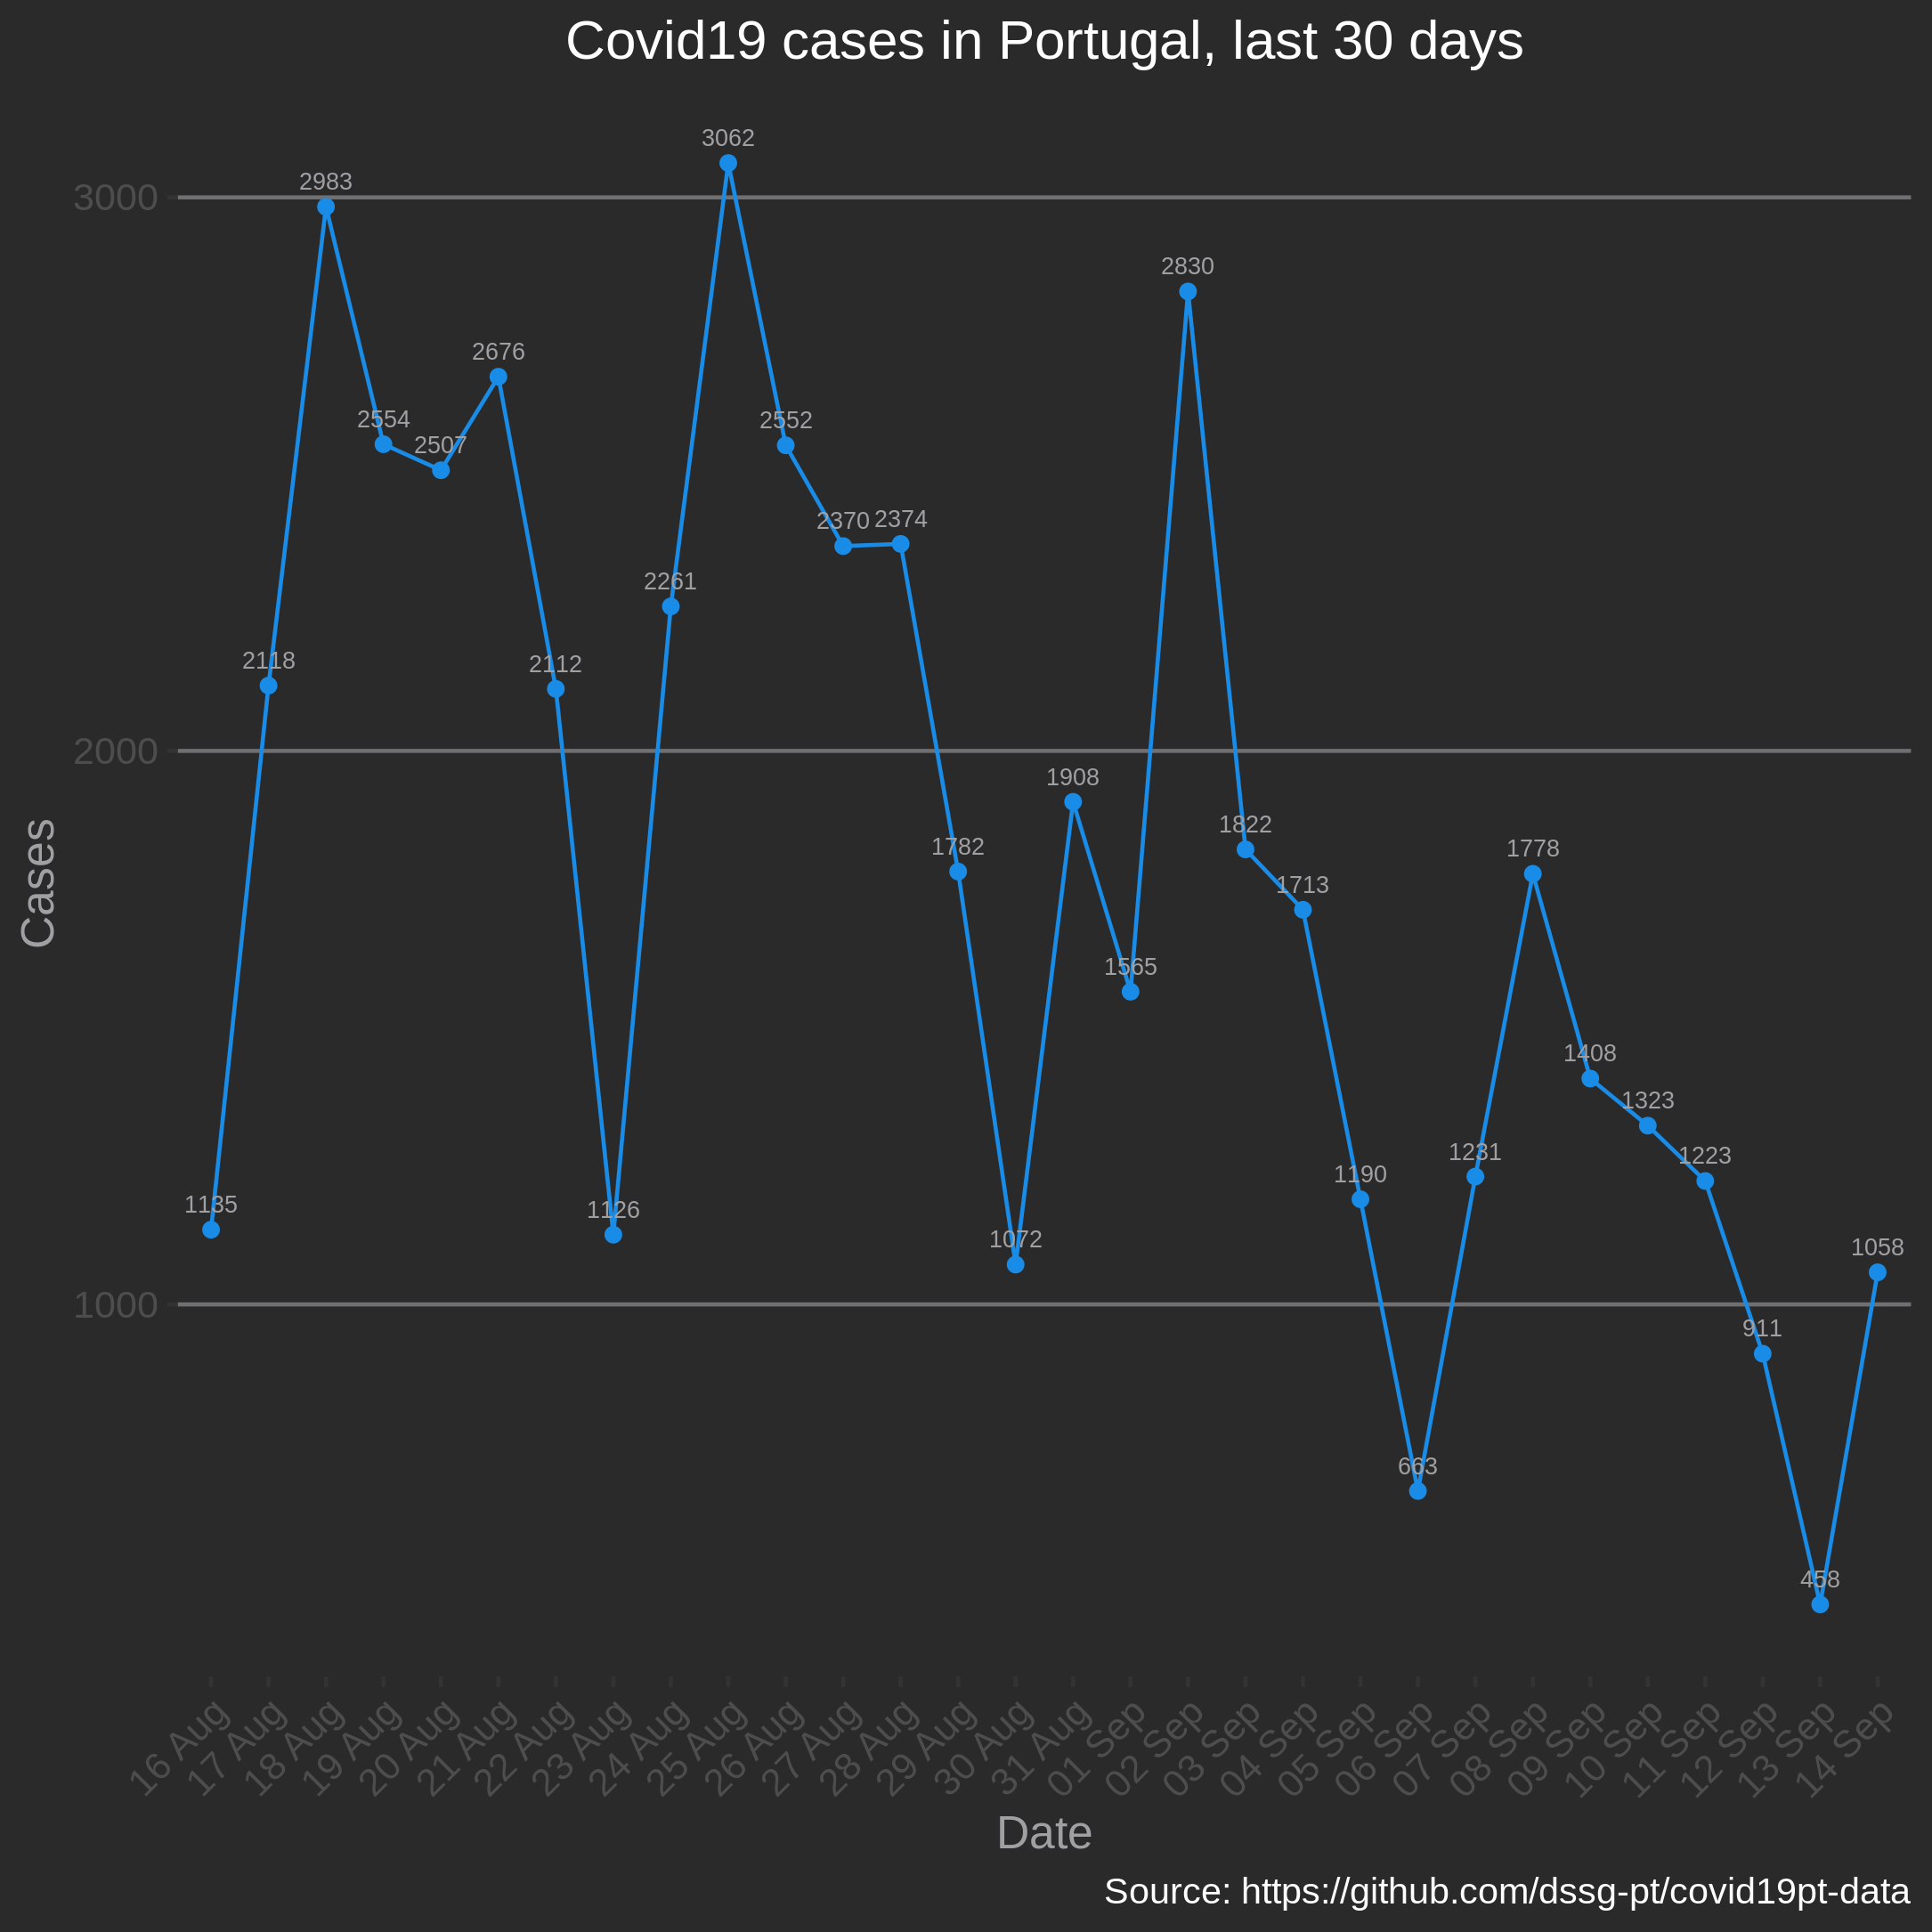 Covid19 cases in Portugal, last 30 days
3062
2983
3000
2830
2676
2554
2552
2507
2370 2374
2261
2118
2112
2000
1908
1822
1782
1778
1713
1565
Cases
1408
1323
1231
1223
1190
1135
1126
1072
1058
1000
911
663
458
16 Aug
17 Aug
18 Aug
19 Aug
20 Aug
21 Aug
22 Aug
23 Aug
24 Aug
25 Aug
26 Aug
27 Aug
28 Aug
29 Aug
30 Aug
31 Aug
01 Sep
02 Sep
03 Sep
04 Sep
05 Sep
06 Sep
07 Sep
08 Sep
09 Sep
10 Sep
11 Sep
12 Sep
13 Sep
14 Sep
Date
Source: https://github.com/dssg-pt/covid19pt-data